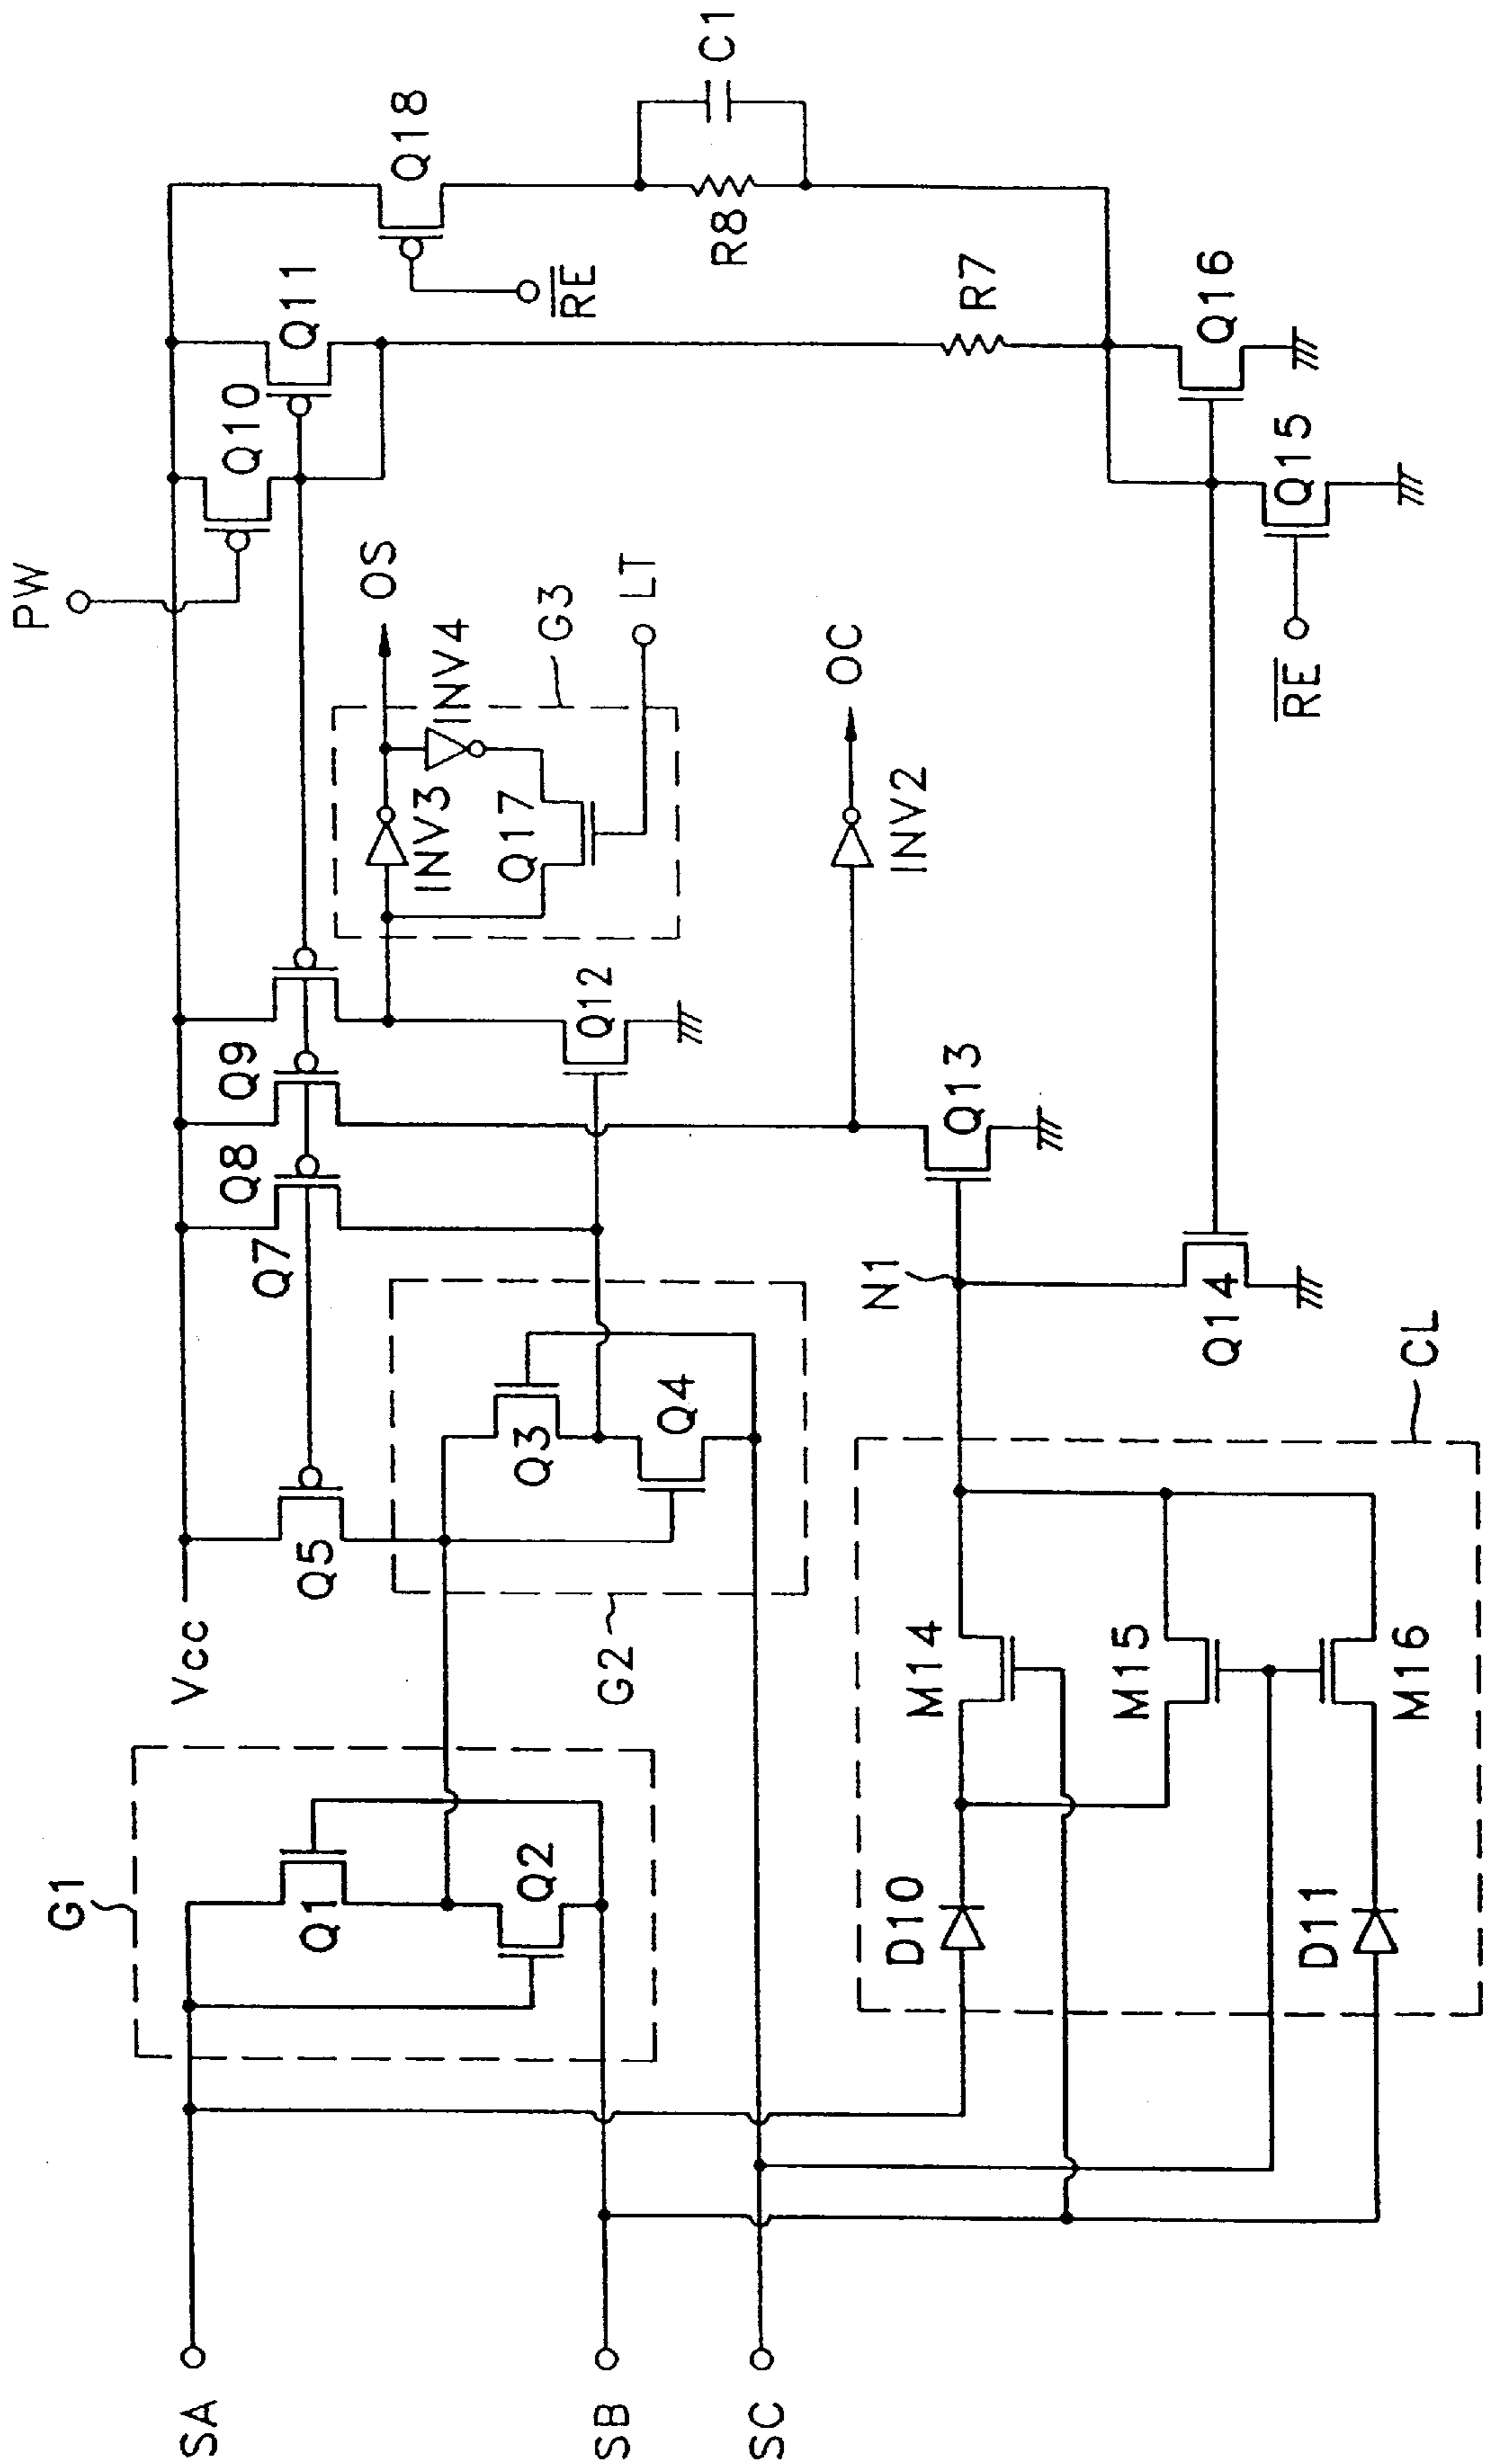 PW
G1
SA
Vcc
Q7
Q8
Q9
Q10
Q11
Q1
Q5
OS
Q18
INV3
INV4
Q2
Q3
Q17
G3
R̅E̅
Q12
SB
G2
LT
Q4
C1
R8
SC
OC
N1
INV2
D10
M14
Q13
R7
M15
Q14
Q16
Q15
R̅E̅
D11
M16
CL